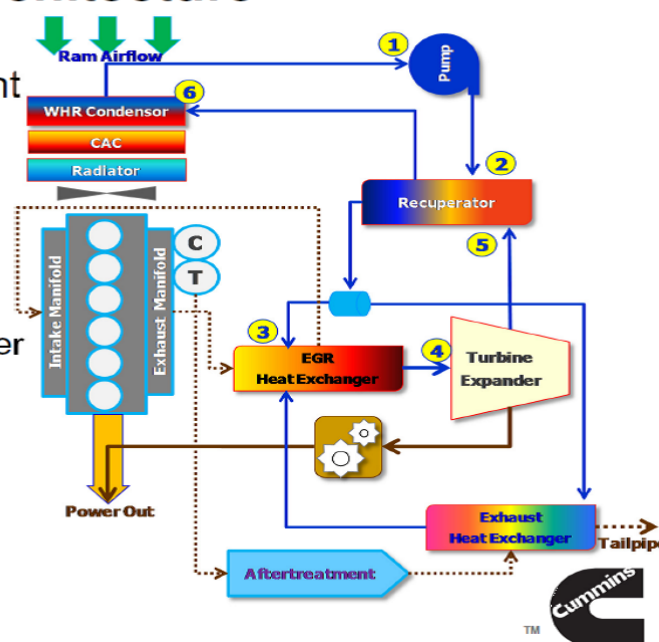 Ram Airflow
1
Pump
6
WHR Condensor
CAC
Radiator
2
Recuperator
5
C
T
Intake Manifold
Exhaust Manifold
3
EGR
Heat Exchanger
4
Turbine
Expander
Power Out
Exhaust
Heat Exchanger
Tailpipe
Aftertreatment
Cummins
TM